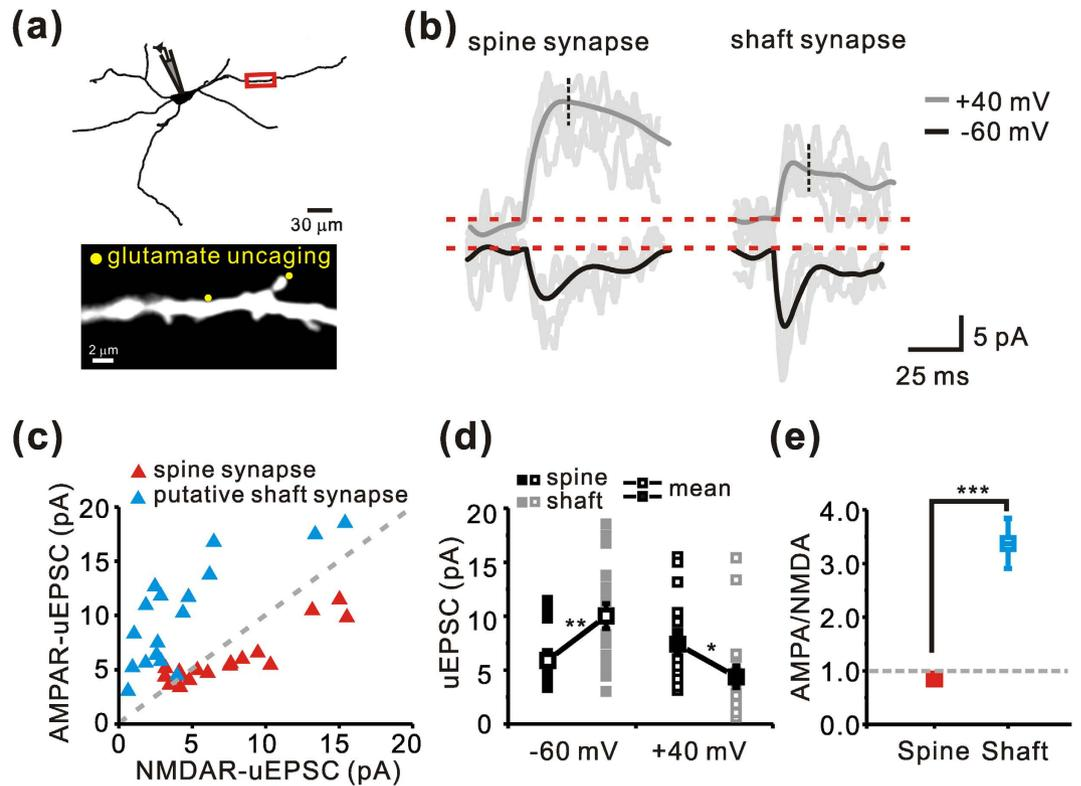 (a)
30 µm
glutamate uncaging
2 µm
(b)
spine synapse
shaft synapse
+40 mV
-60 mV
5 pA
25 ms
(c)
spine synapse
putative shaft synapse
AMPAR-uEPSC (pA)
20
15
10
5
0
0 5 10 15 20
NMDAR-uEPSC (pA)
(d)
spine
shaft
mean
uEPSC (pA)
20
15
10
5
0
**
*
-60 mV +40 mV
(e)
AMPA/NMDA
4.0
3.0
2.0
1.0
0.0
***
Spine Shaft